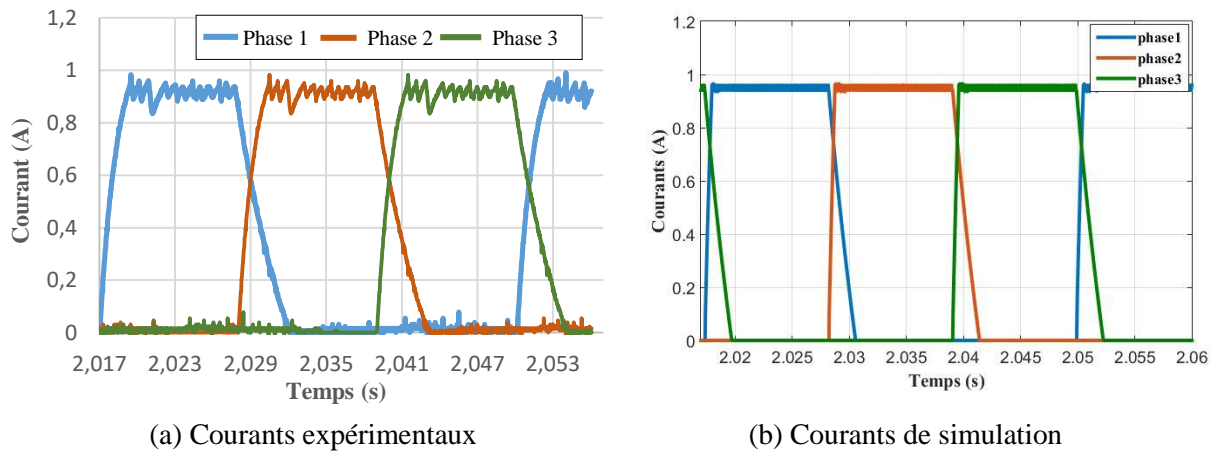 1,2
1
0,8
0,6
0,4
0,2
0
Courant (A)
Phase 1 Phase 2 Phase 3
2,017 2,023 2,029 2,035 2,041 2,047 2,053
Temps (s)
(a) Courants expérimentaux
1.2
1
0.8
0.6
0.4
0.2
0
Courants (A)
phase1
phase2
phase3
2.02 2.025 2.03 2.035 2.04 2.045 2.05 2.055 2.06
Temps (s)
(b) Courants de simulation